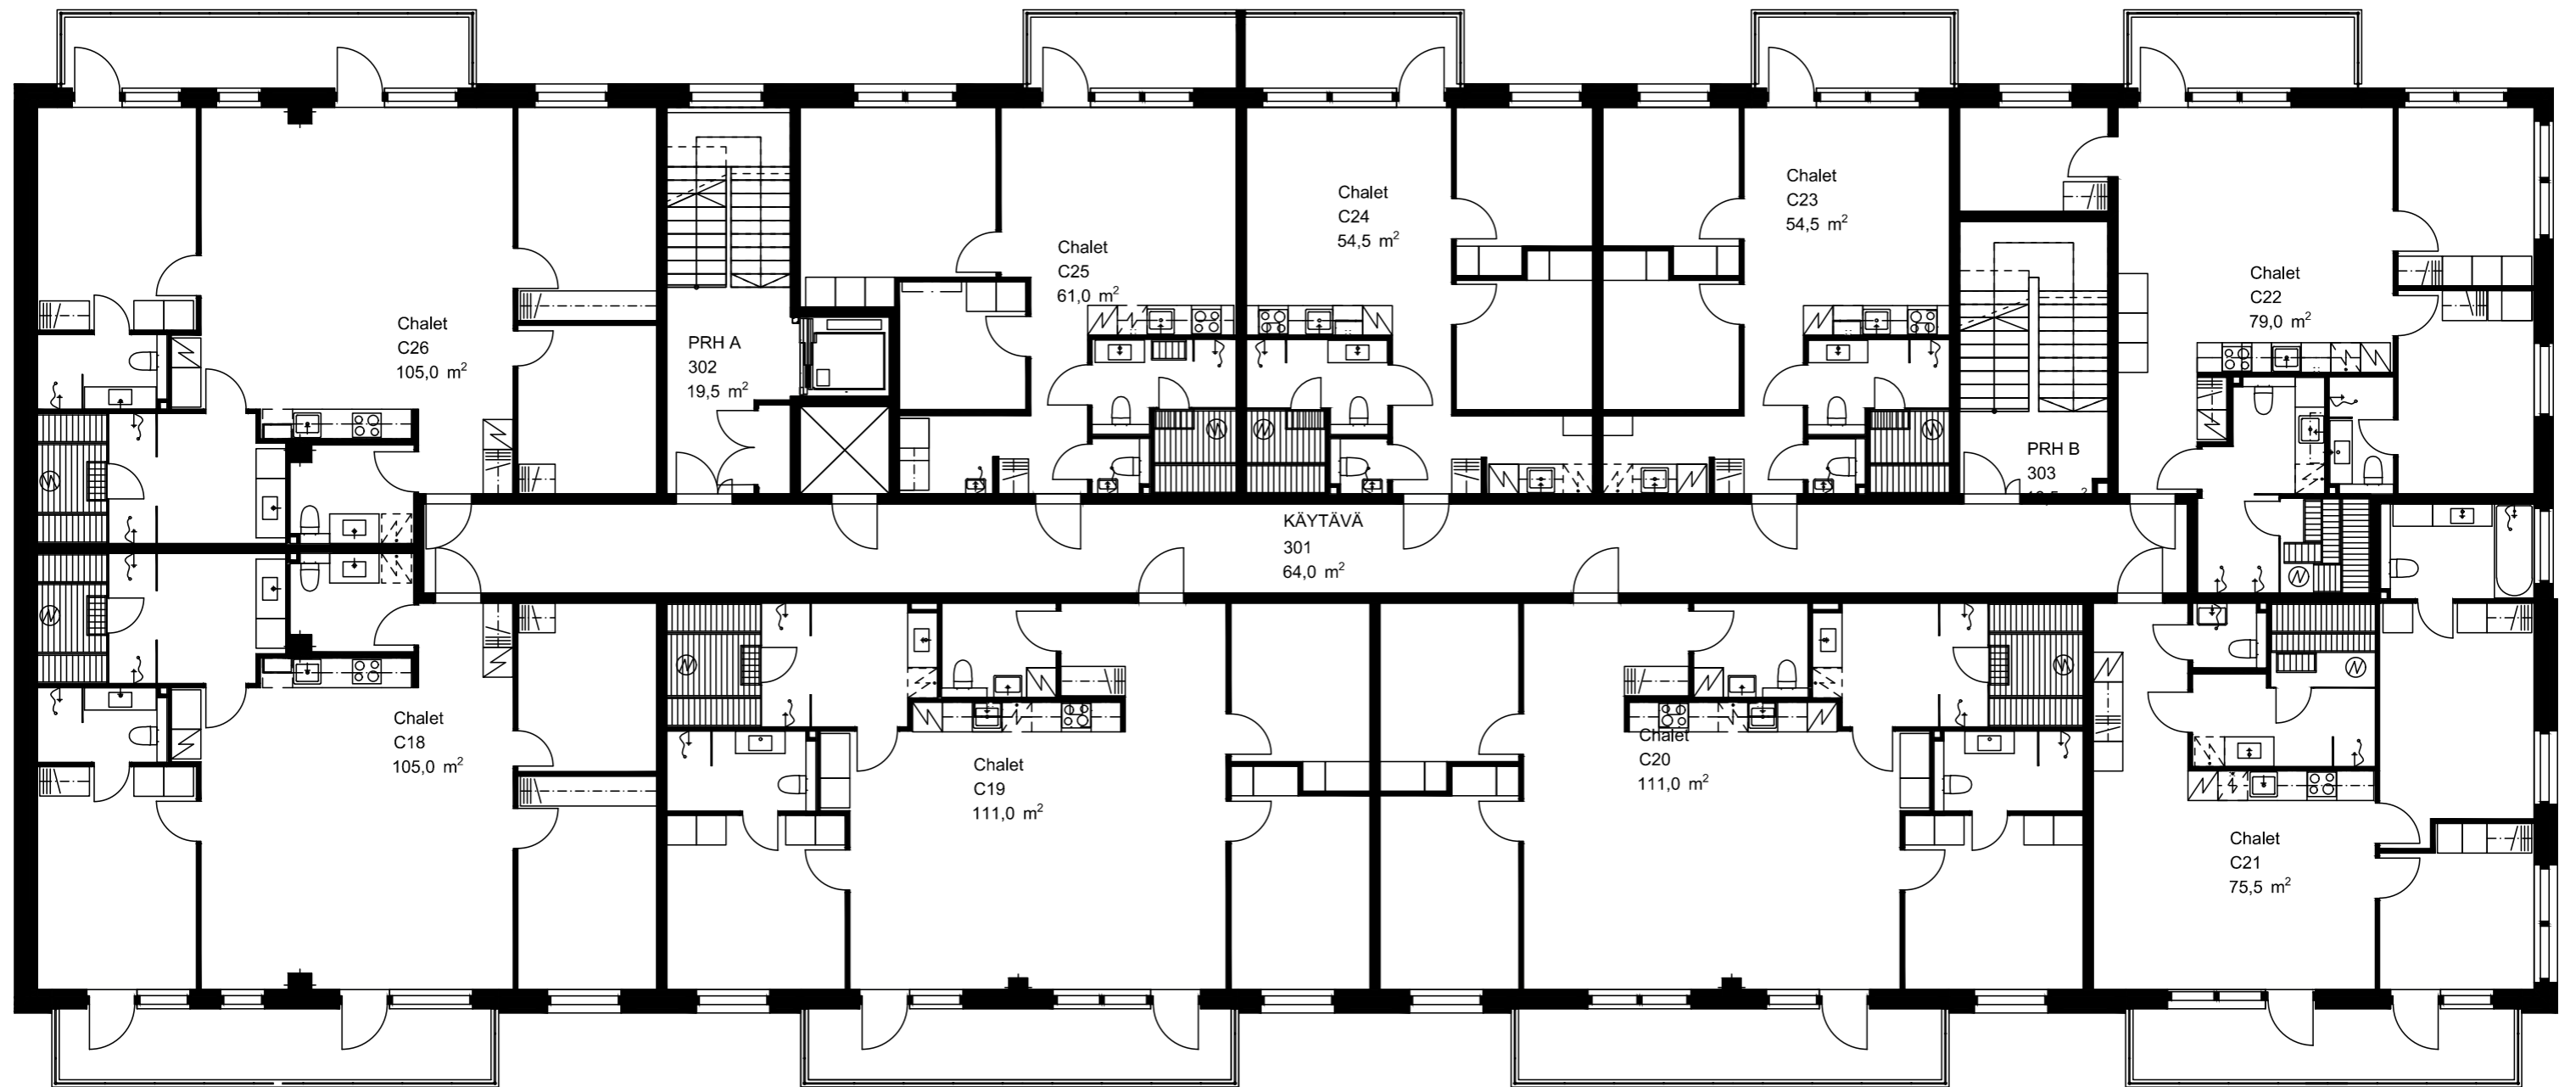 Chalet
C26
105,0 m²
PRH A
302
19,5 m²
Chalet
C25
61,0 m²
Chalet
C24
54,5 m²
Chalet
C23
54,5 m²
Chalet
C22
79,0 m²
PRH B
303
KÄYTÄVÄ
301
64,0 m²
Chalet
C18
105,0 m²
Chalet
C19
111,0 m²
Chalet
C20
111,0 m²
Chalet
C21
75,5 m²